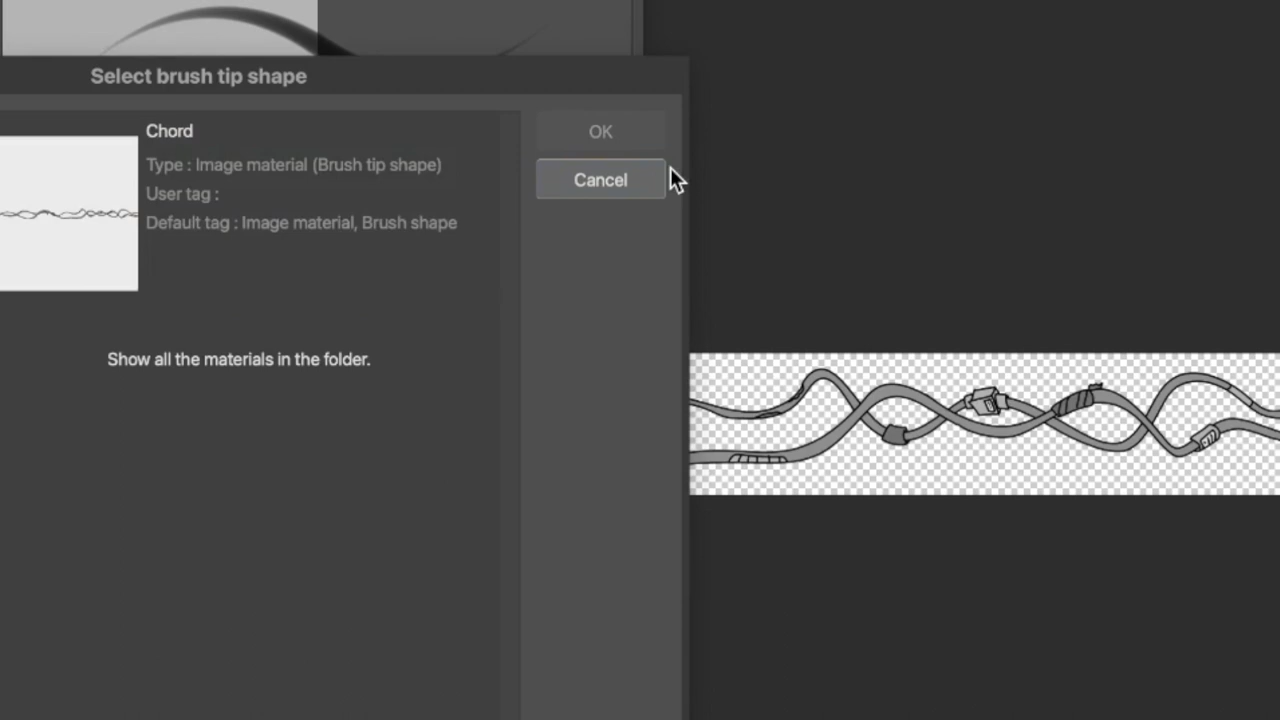 Select brush tip shape
Chord
OK
Type : Image material (Brush tip shape)
Cancel
User tag :
Default tag : Image material, Brush shape
Show all the materials in the folder.